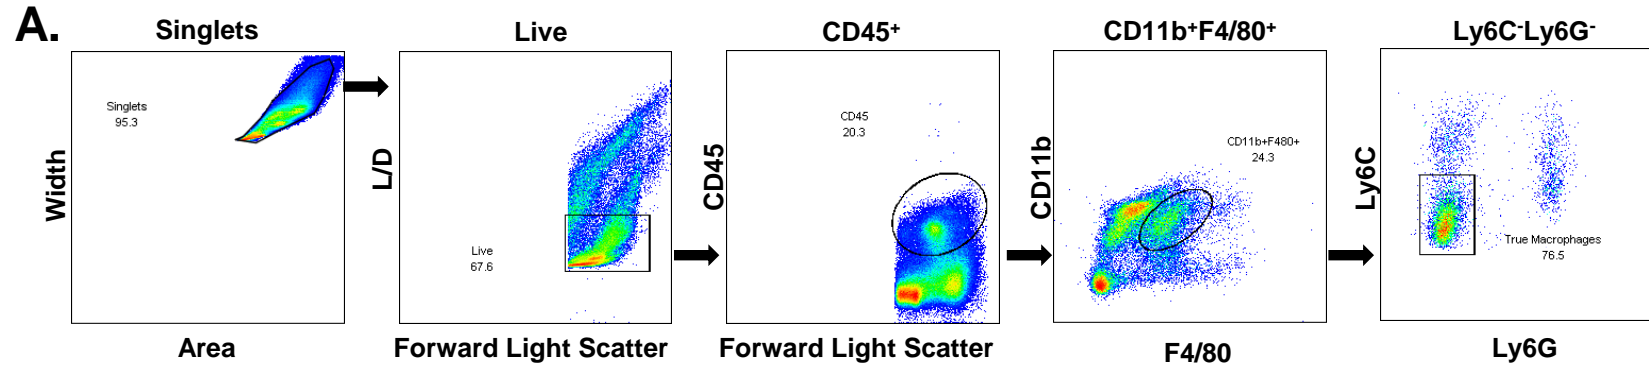 A.
Singlets
Live
CD45⁺
CD11b⁺F4/80⁺
Ly6C⁻Ly6G⁻
Width
Singlets
95.3
Area
L/D
Live
67.6
Forward Light Scatter
CD45
CD45
20.3
Forward Light Scatter
CD11b
CD11b+F480+
24.3
F4/80
Ly6C
True Macrophages
76.5
Ly6G